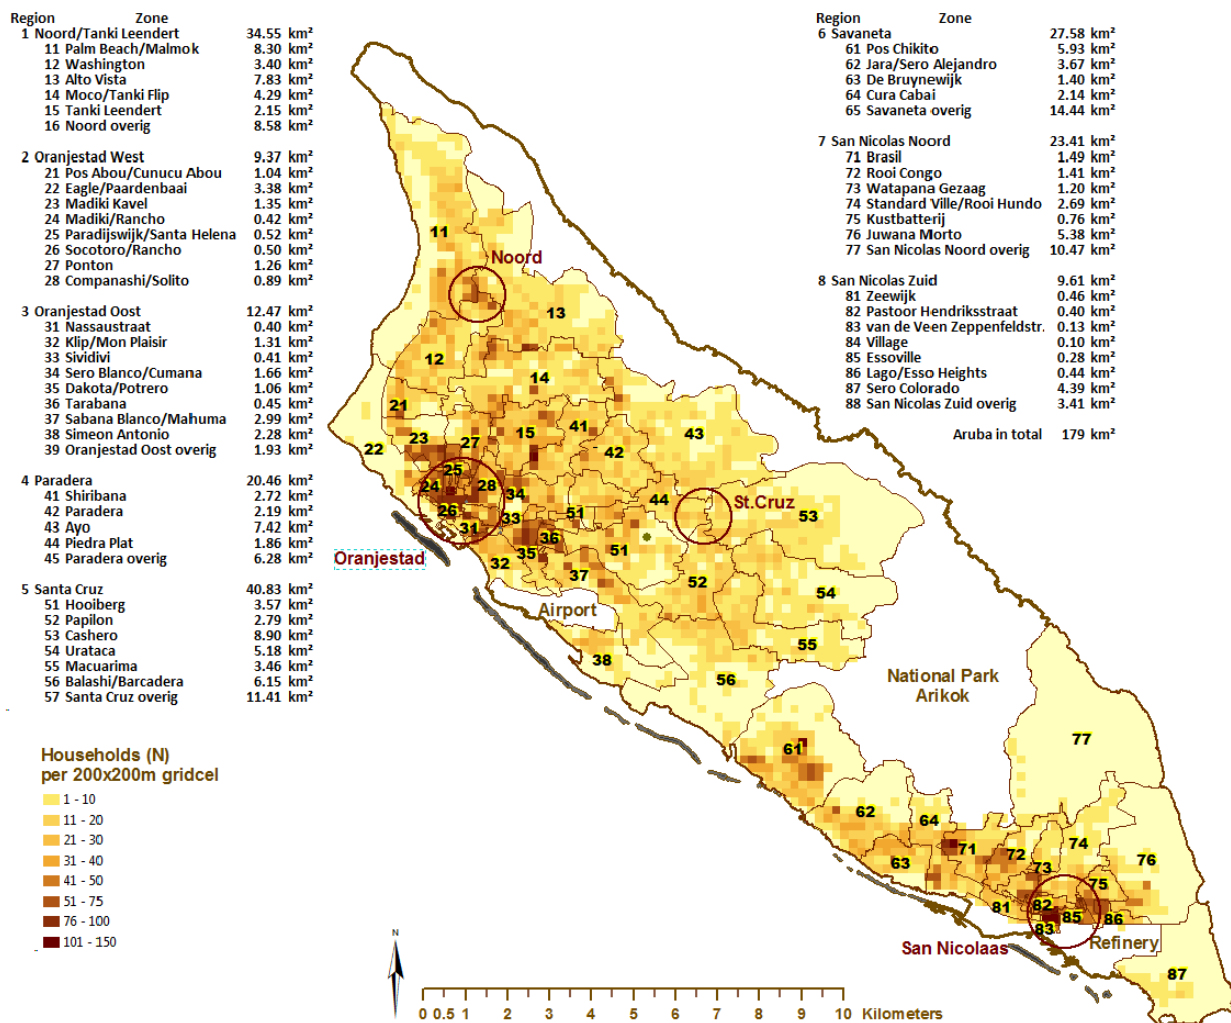 Region Zone
1 Noord/Tanki Leendert 34.55 km²
11 Palm Beach/Malmok 8.30 km²
12 Washington 3.40 km²
13 Alto Vista 7.83 km²
14 Moco/Tanki Flip 4.29 km²
15 Tanki Leendert 2.15 km²
16 Noord overig 8.58 km²
2 Oranjestad West 9.37 km²
21 Pos Abou/Cunucu Abou 1.04 km²
22 Eagle/Paardenbaai 3.38 km²
23 Madiki Kavel 1.35 km²
24 Madiki/Rancho 0.42 km²
25 Paradijswijk/Santa Helena 0.52 km²
26 Socotoro/Rancho 0.50 km²
27 Ponton 1.26 km²
28 Companashi/Solito 0.89 km²
3 Oranjestad Oost 12.47 km²
31 Nassaustraat 0.40 km²
32 Klip/Mon Plaisir 1.31 km²
33 Sividivi 0.41 km²
34 Sero Blanco/Cumana 1.66 km²
35 Dakota/Potrero 1.06 km²
36 Tarabana 0.45 km²
37 Sabana Blanco/Mahuma 2.99 km²
38 Simeon Antonio 2.28 km²
39 Oranjestad Oost overig 1.93 km²
4 Paradera 20.46 km²
41 Shiribana 2.72 km²
42 Paradera 2.19 km²
43 Ayo 7.42 km²
44 Piedra Plat 1.86 km²
45 Paradera overig 6.28 km²
5 Santa Cruz 40.83 km²
51 Hooiberg 3.57 km²
52 Papilon 2.79 km²
53 Cashero 8.90 km²
54 Urataca 5.18 km²
55 Macuarima 3.46 km²
56 Balashi/Barcadera 6.15 km²
57 Santa Cruz overig 11.41 km²
Region Zone
6 Savaneta 27.58 km²
61 Pos Chikito 5.93 km²
62 Jara/Sero Alejandro 3.67 km²
63 De Bruynewijk 1.40 km²
64 Cura Cabai 2.14 km²
65 Savaneta overig 14.44 km²
7 San Nicolas Noord 23.41 km²
71 Brasil 1.49 km²
72 Rooi Congo 1.41 km²
73 Watapana Gezaag 1.20 km²
74 Standard Ville/Rooi Hundo 2.69 km²
75 Kustbatterij 0.76 km²
76 Juwana Morto 5.38 km²
77 San Nicolas Noord overig 10.47 km²
8 San Nicolas Zuid 9.61 km²
81 Zeewijk 0.46 km²
82 Pastoor Hendriksstraat 0.40 km²
83 van de Veen Zeppenfeldstr. 0.13 km²
84 Village 0.10 km²
85 Essoville 0.28 km²
86 Lago/Esso Heights 0.44 km²
87 Sero Colorado 4.39 km²
88 San Nicolas Zuid overig 3.41 km²
Aruba in total 179 km²
11
Noord
13
12
14
21
41
43
15
23
27
22
42
25
24
28
34
44
St.Cruz
26
33
51
53
31
36
Oranjestad
35
51
32
37
52
54
Airport
55
38
56
National Park
Arikok
77
61
62
64
74
71
72
76
63
73
75
81
82
85
86
83
San Nicolaas
Refinery
87
Households (N)
per 200x200m gridcel
1 - 10
11 - 20
21 - 30
31 - 40
41 - 50
51 - 75
76 - 100
101 - 150
N
0 0.5 1 2 3 4 5 6 7 8 9 10 Kilometers